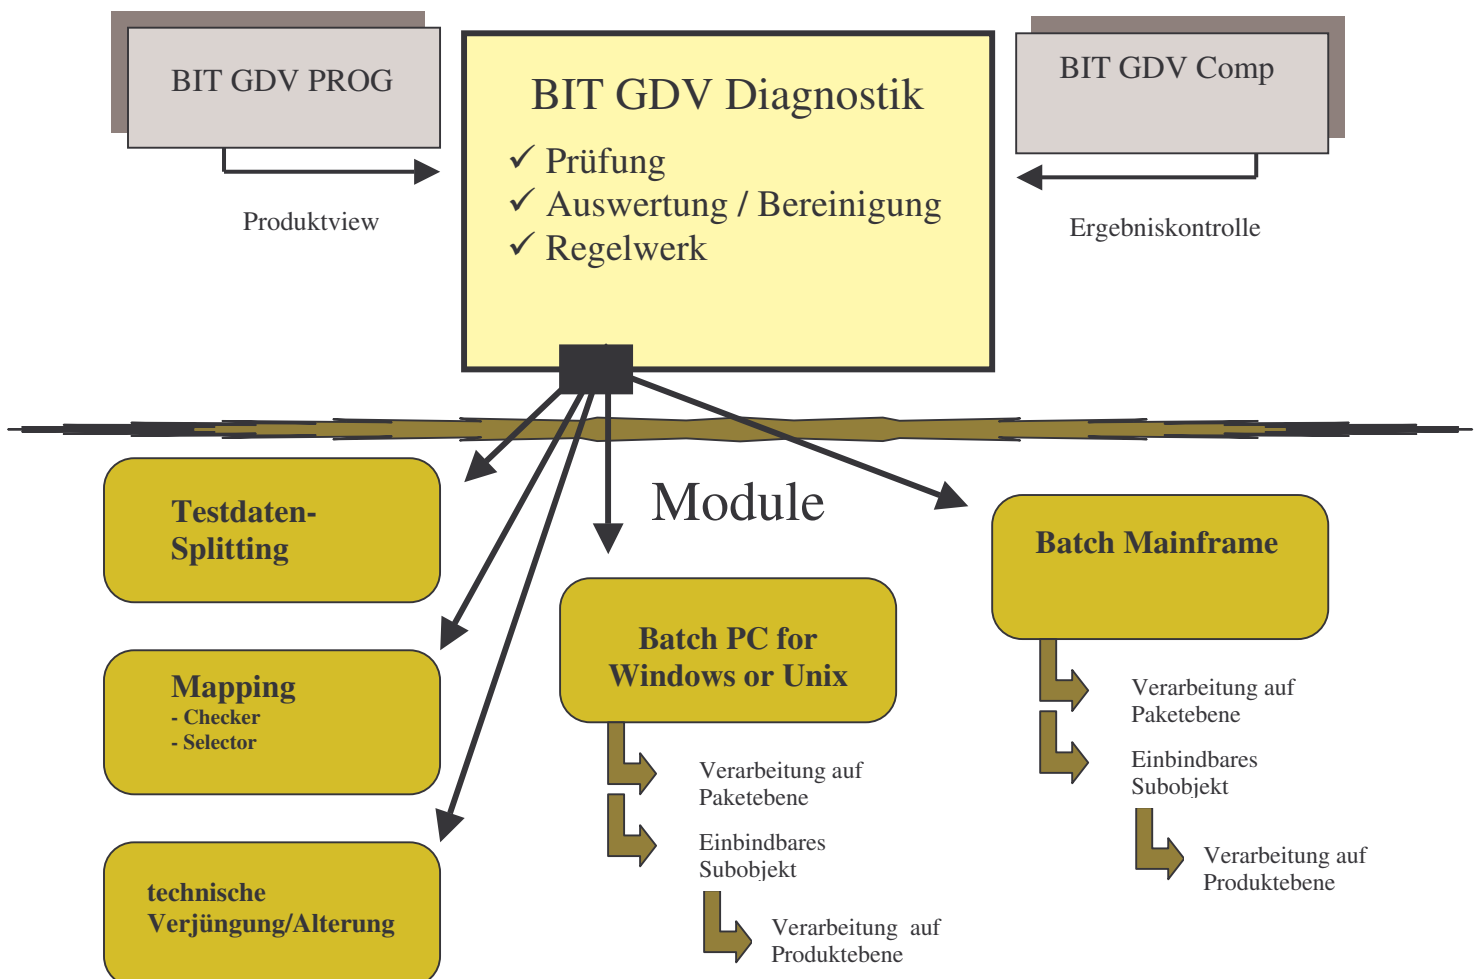 BIT GDV PROG
Produktview
BIT GDV Diagnostik
✓ Prüfung
✓ Auswertung / Bereinigung
✓ Regelwerk
BIT GDV Comp
Ergebniskontrolle
Module
Testdaten-
Splitting
Mapping
- Checker
- Selector
technische
Verjüngung/Alterung
Batch PC for
Windows or Unix
Verarbeitung auf
Paketebene
Einbindbares
Subobjekt
Verarbeitung auf
Produktebene
Batch Mainframe
Verarbeitung auf
Paketebene
Einbindbares
Subobjekt
Verarbeitung auf
Produktebene